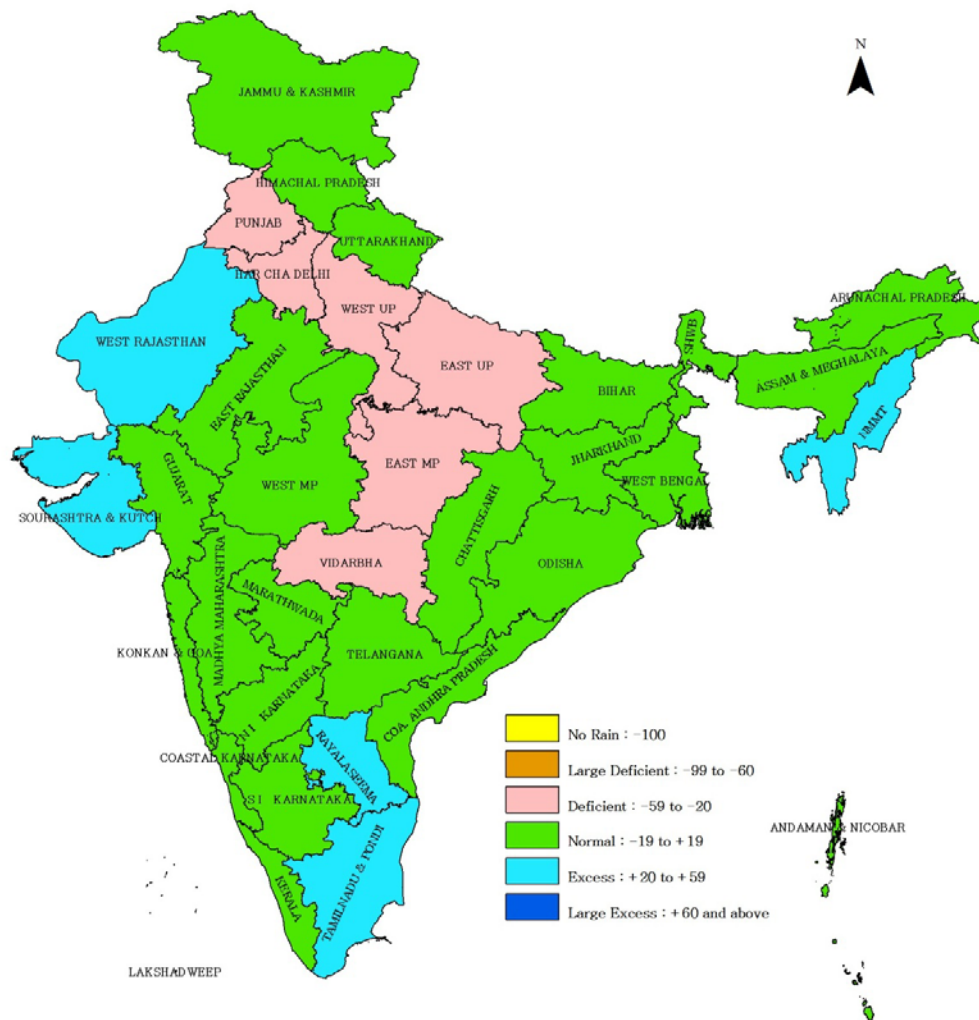 N
JAMMU & KASHMIR
HIMACHAL PRADESH
PUNJAB
UTTARAKHAND
HAR CHA DELHI
WEST UP
ARUNACHAL PRADESH
WEST RAJASTHAN
EAST RAJASTHAN
EAST UP
SHWB
ASSAM & MEGHALAYA
BIHAR
NMMT
JHARKHAND
GUJARAT
WEST MP
EAST MP
WEST BENGAL
SOURASHTRA & KUTCH
CHATTISGARH
VIDARBHA
ODISHA
MADHYA MAHARASHTRA
MARATHWADA
KONKAN & GOA
TELANGANA
N I KARNATAKA
COA. ANDHRA PRADESH
COASTAL KARNATAKA
RAYALASEEMA
S I KARNATAKA
TAMILNADU & PONDI
KERALA
ANDAMAN & NICOBAR
LAKSHADWEEP
No Rain : -100
Large Deficient : -99 to -60
Deficient : -59 to -20
Normal : -19 to +19
Excess : +20 to +59
Large Excess : +60 and above